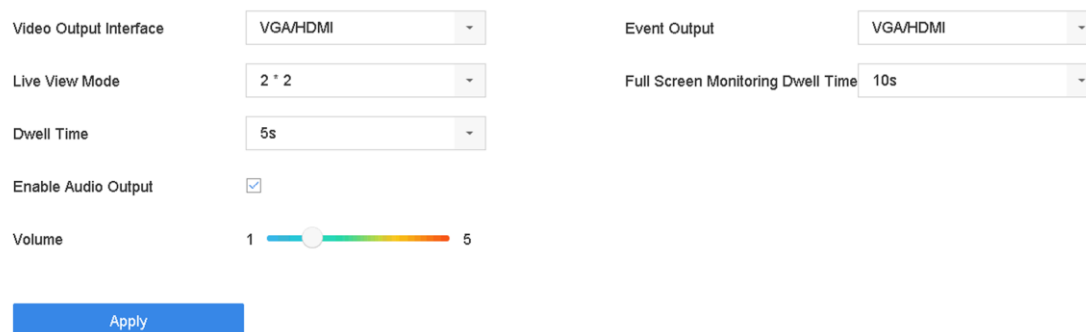 Video Output Interface VGA/HDMI Event Output VGA/HDMI
Live View Mode 2 * 2 Full Screen Monitoring Dwell Time 10s
Dwell Time 5s
Enable Audio Output
Volume 1 5
Apply